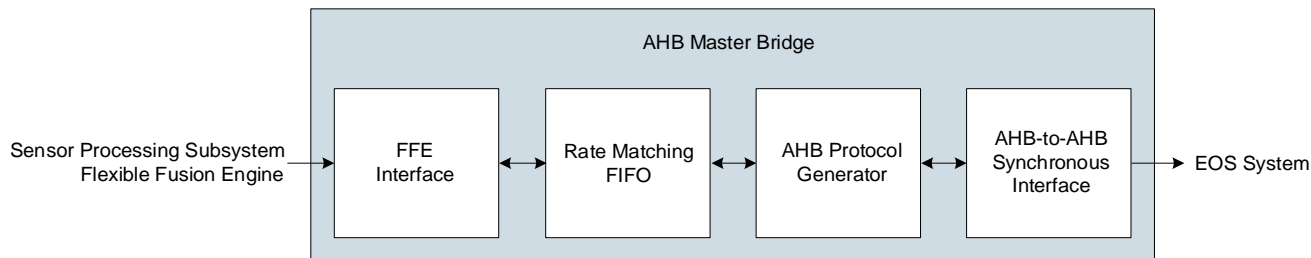 AHB Master Bridge
Sensor Processing Subsystem
Flexible Fusion Engine
FFE
Interface
Rate Matching
FIFO
AHB Protocol
Generator
AHB-to-AHB
Synchronous
Interface
EOS System